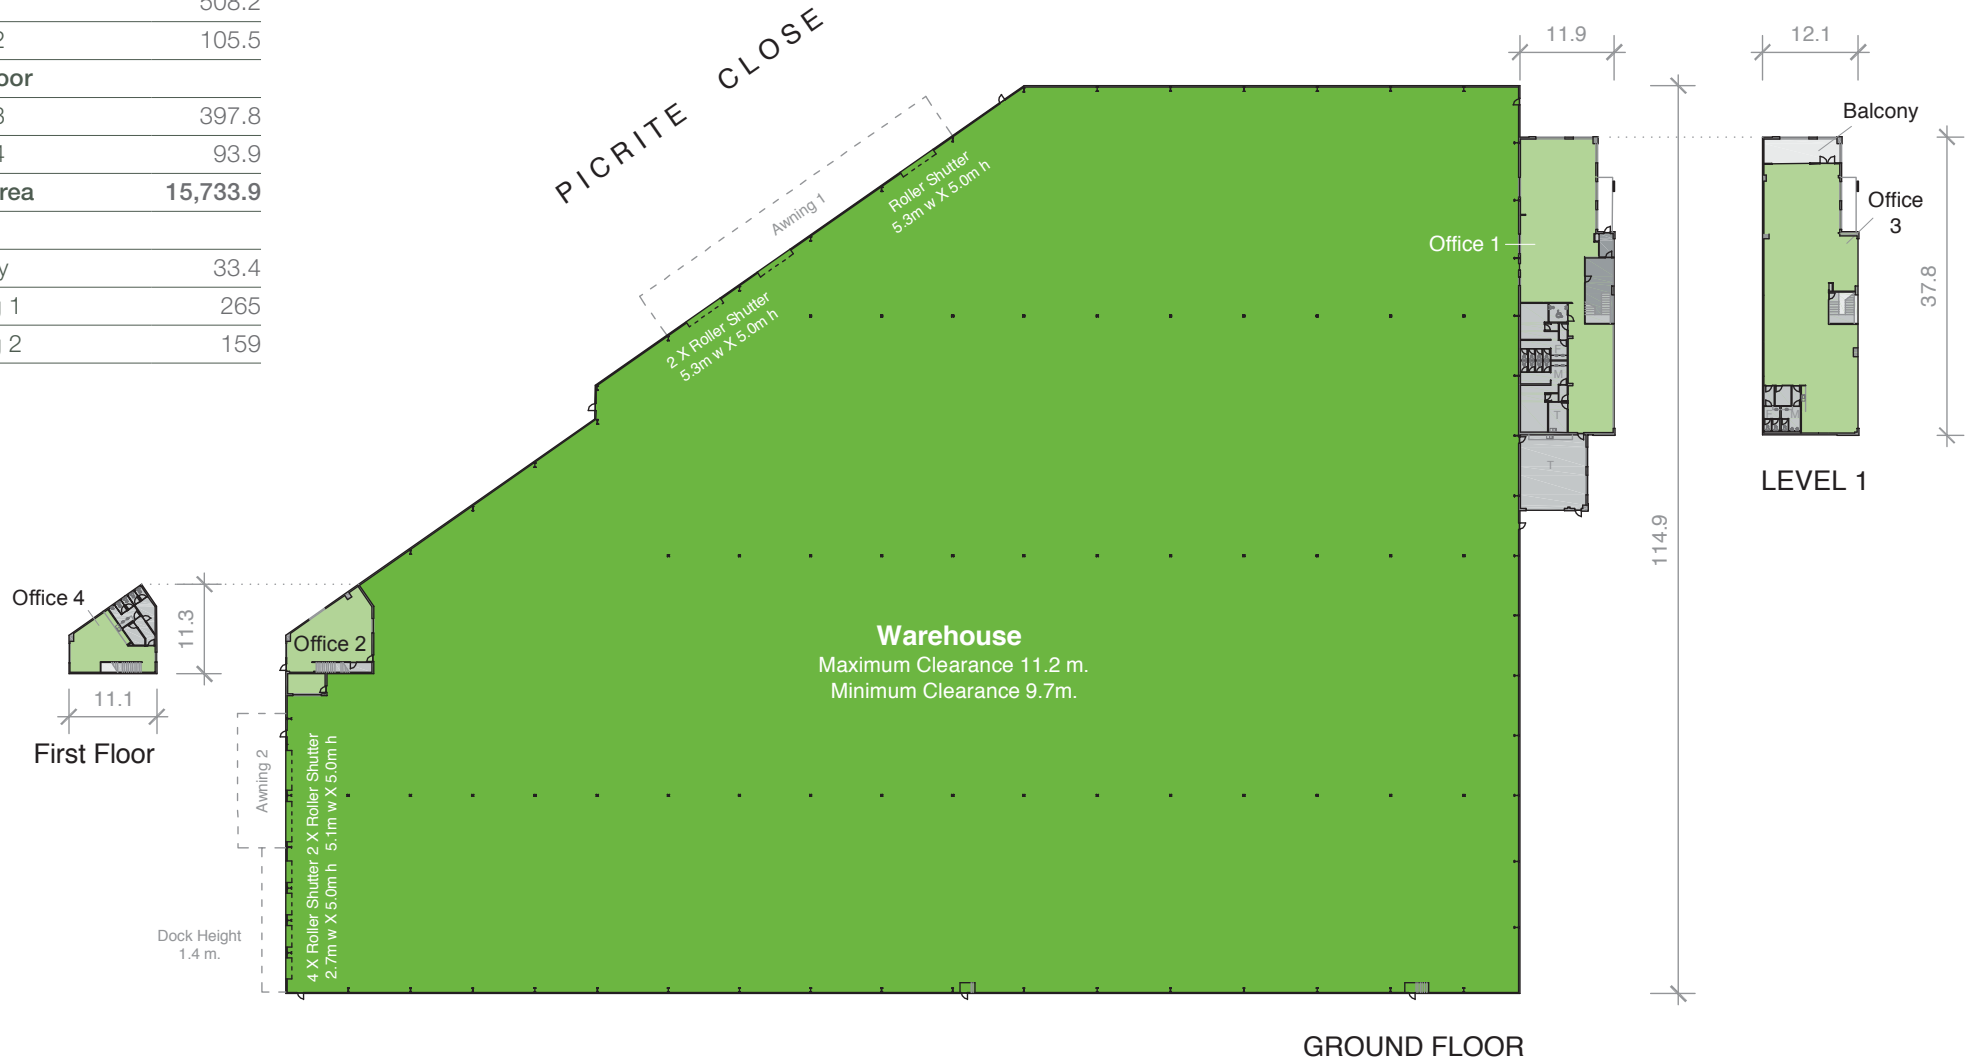 508.2
2 105.5
oor
3 397.8
4 93.9
rea 15,733.9
y 33.4
g 1 265
g 2 159
PICRITE CLOSE
Awning 1
Roller Shutter
5.3m w X 5.0m h
2 X Roller Shutter
5.3m w X 5.0m h
11.9
12.1
Balcony
Office 1
Office
3
37.8
F
M
T
T
F M
LEVEL 1
114.9
Office 4
11.3
11.1
First Floor
Office 2
Warehouse
Maximum Clearance 11.2 m.
Minimum Clearance 9.7m.
Awning 2
4 X Roller Shutter 2 X Roller Shutter
2.7m w X 5.0m h 5.1m w X 5.0m h
Dock Height
1.4 m.
GROUND FLOOR